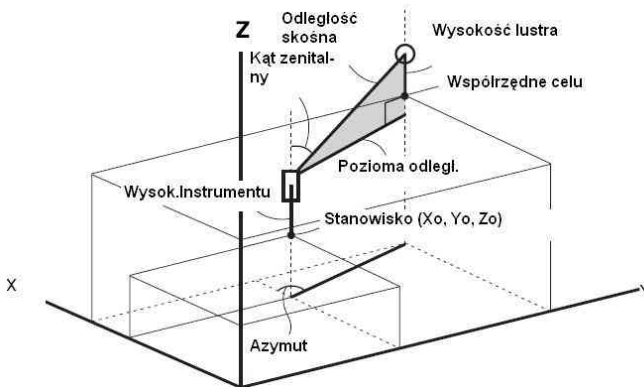 Odległość
skośna
Kąt zenital-
ny
Z
Wysokość lustra
Współrzędne celu
Pozioma odległ.
Wysok.Instrumentu
Stanowisko (Xo, Yo, Zo)
X
Azymut